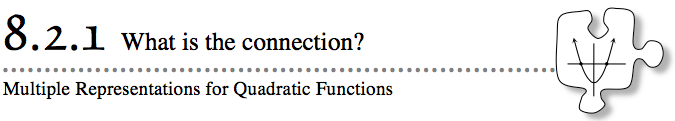 8.2.1 What is the connection?
Multiple Representations for Quadratic Functions